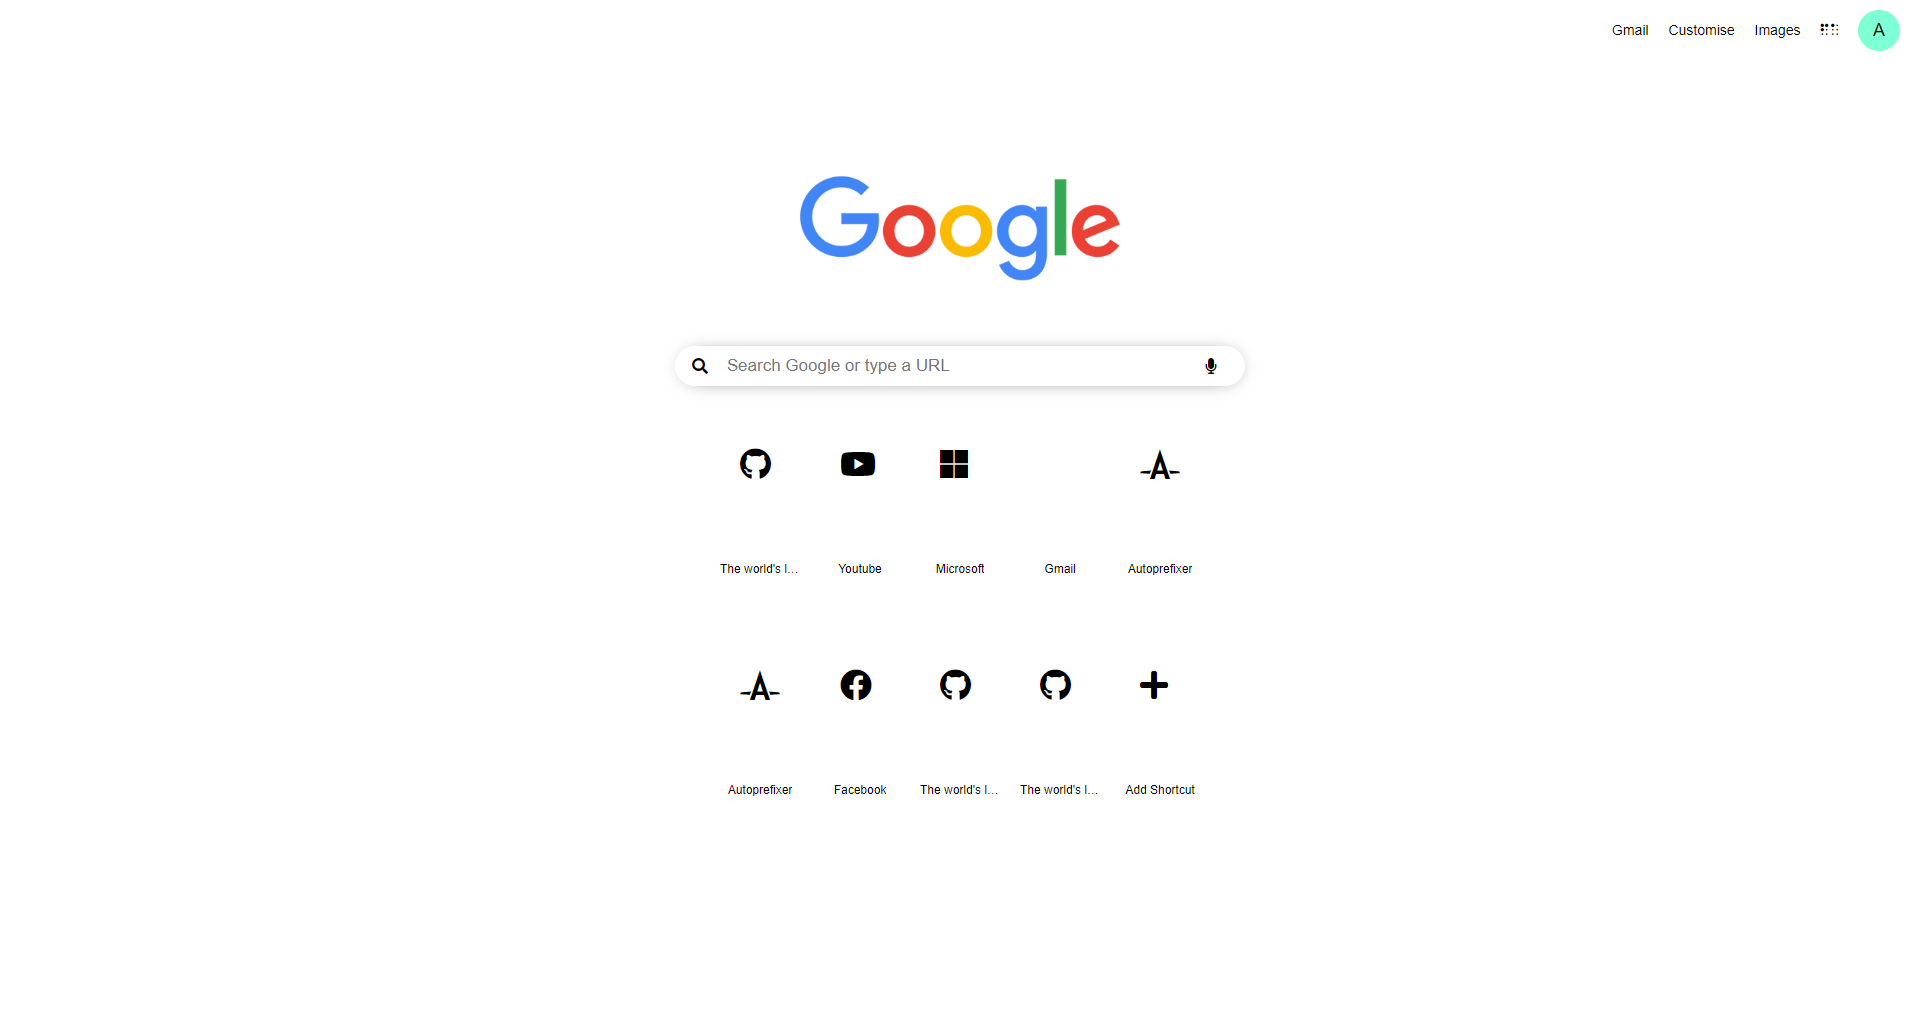 Gmail Customise Images A
Google
Search Google or type a URL
The world's l... Youtube Microsoft Gmail Autoprefixer
Autoprefixer Facebook The world's l... The world's l... Add Shortcut